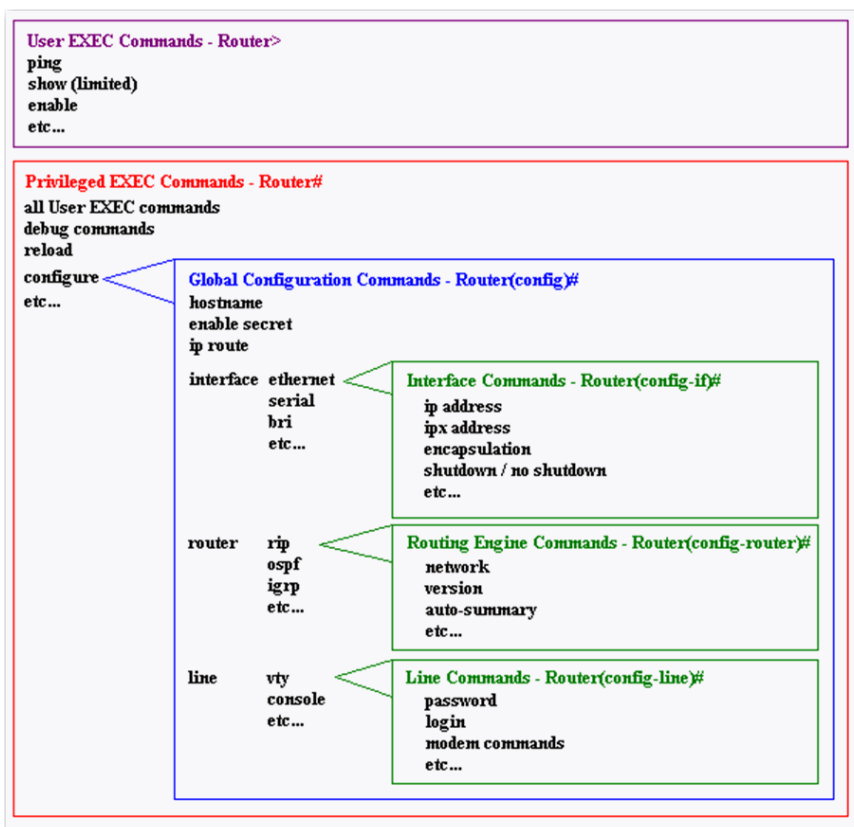 User EXEC Commands - Router>
ping
show (limited)
enable
etc...
Privileged EXEC Commands - Router#
all User EXEC commands
debug commands
reload
configure
etc...
Global Configuration Commands - Router(config)#
hostname
enable secret
ip route
interface ethernet
serial
bri
etc...
Interface Commands - Router(config-if)#
ip address
ipx address
encapsulation
shutdown / no shutdown
etc...
router rip
ospf
igrp
etc...
Routing Engine Commands - Router(config-router)#
network
version
auto-summary
etc...
line vty
console
etc...
Line Commands - Router(config-line)#
password
login
modem commands
etc...